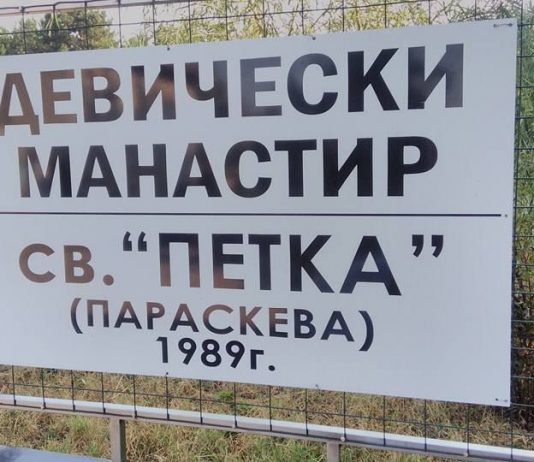 ДЕВИЧЕСКИ
МАНАСТИР
СВ. “ПЕТКА”
(ПАРАСКЕВА)
1989г.